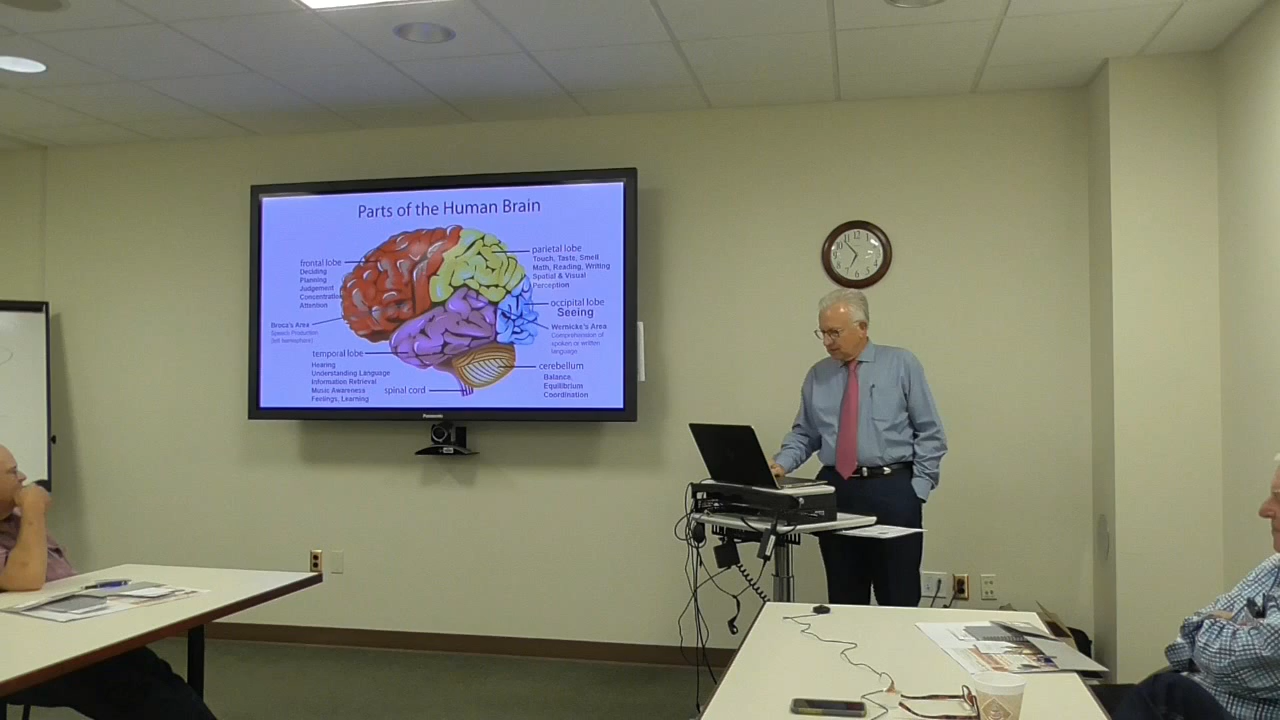 Parts of the Human Brain
frontal lobe
Deciding
Planning
Judgement
Concentration
Attention
Broca's Area
Speech Production
(left hemisphere)
temporal lobe
Hearing
Understanding Language
Information Retrieval
Music Awareness
Feelings, Learning
spinal cord
parietal lobe
Touch, Taste, Smell
Math, Reading, Writing
Spatial & Visual
Perception
occipital lobe
Seeing
Wernicke's Area
Comprehension of
spoken or written
language
cerebellum
Balance,
Equilibrium
Coordination
Panasonic